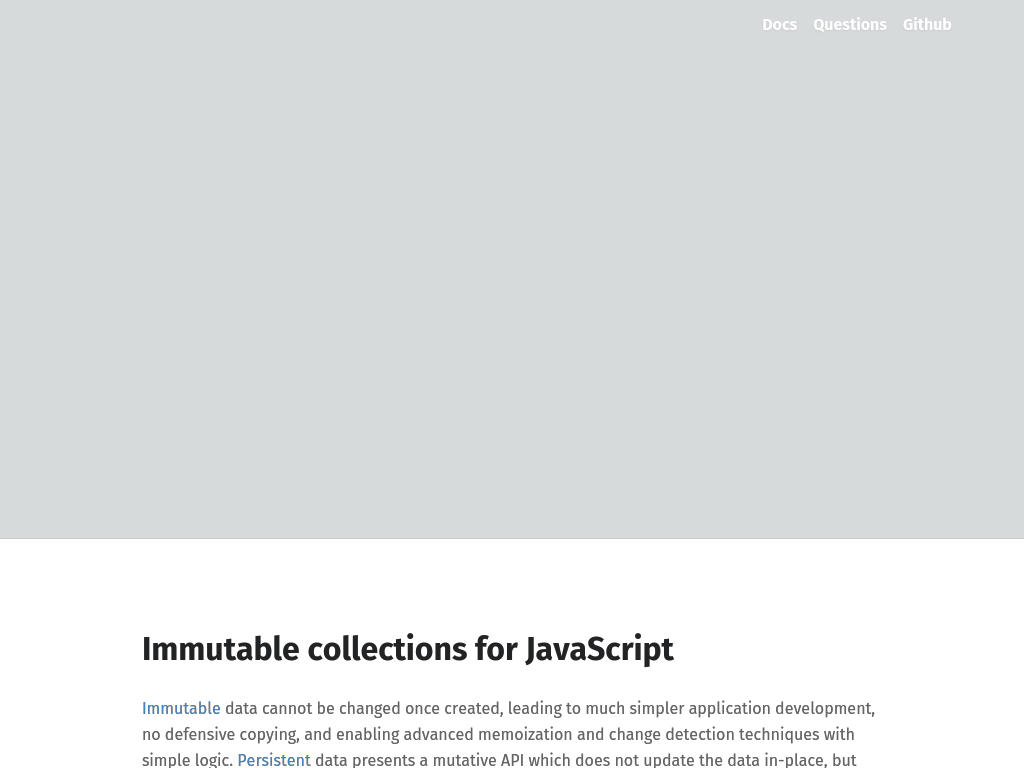 Docs Questions Github
Immutable collections for JavaScript
Immutable data cannot be changed once created, leading to much simpler application development,
no defensive copying, and enabling advanced memoization and change detection techniques with
simple logic. Persistent data presents a mutative API which does not update the data in-place, but